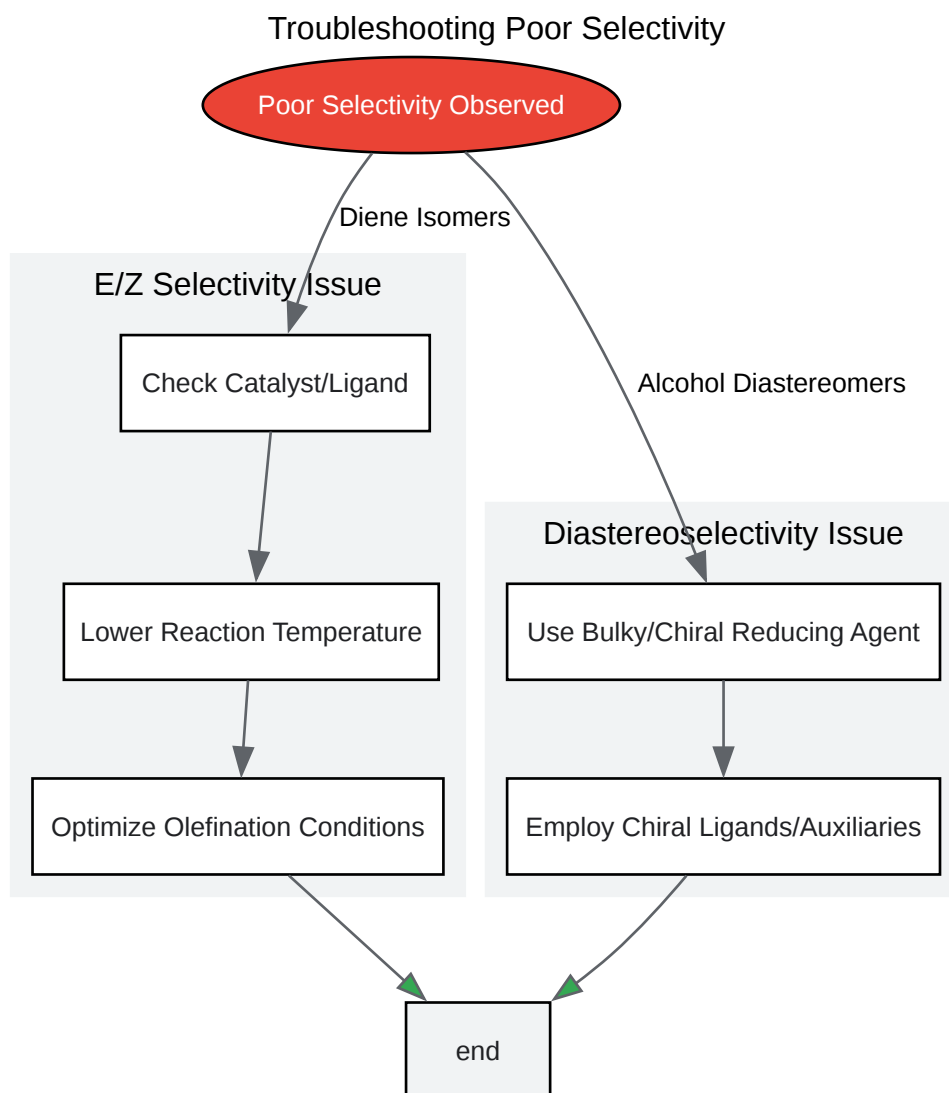 Troubleshooting Poor Selectivity
Poor Selectivity Observed
Diene Isomers
E/Z Selectivity Issue
Check Catalyst/Ligand
Alcohol Diastereomers
Diastereoselectivity Issue
Lower Reaction Temperature
Use Bulky/Chiral Reducing Agent
Optimize Olefination Conditions
Employ Chiral Ligands/Auxiliaries
end